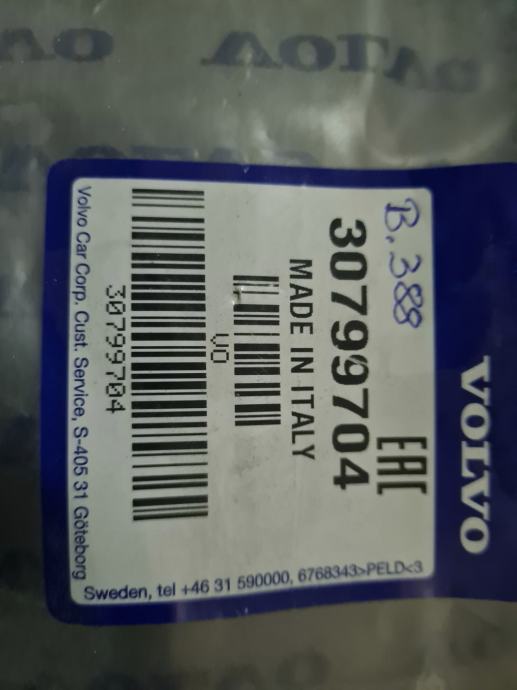 VOLVO
B.388
EAC
30799704
MADE IN ITALY
VO
30799704
Volvo Car Corp. Cust. Service, S-405 31 Göteborg
Sweden, tel +46 31 590000, 6768343>PELD<3